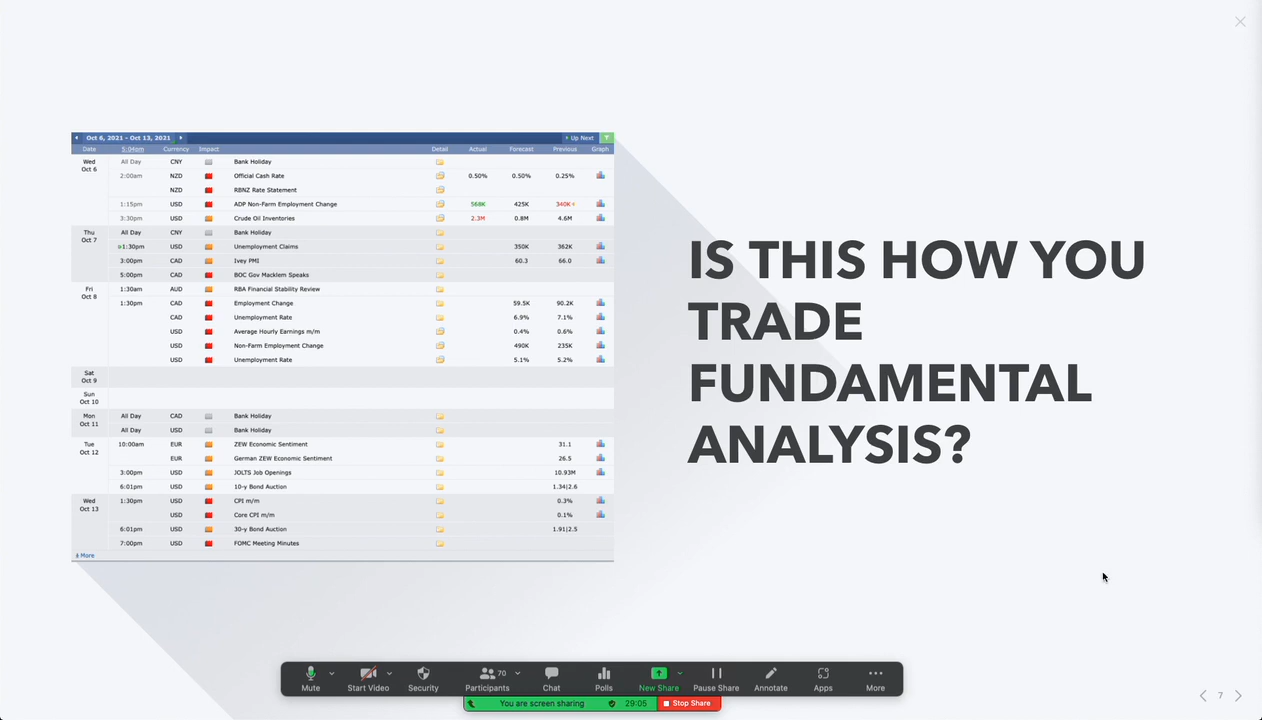 Oct 6, 2021 - Oct 13, 2021 Up Next
Date 5:04pm Currency Impact Detail Actual Forecast Previous Graph
Wed Oct 6 All Day CNY Bank Holiday
2:00am NZD Official Cash Rate 0.50% 0.50% 0.25%
NZD RBNZ Rate Statement
1:15pm USD ADP Non-Farm Employment Change 568K 425K 340K
3:30pm USD Crude Oil Inventories 2.3M 0.8M 4.6M
Thu Oct 7 All Day CNY Bank Holiday
1:30pm USD Unemployment Claims 350K 362K
3:00pm CAD Ivey PMI 60.3 66.0
5:00pm CAD BOC Gov Macklem Speaks
Fri Oct 8 1:30am AUD RBA Financial Stability Review
1:30pm CAD Employment Change 59.5K 90.2K
CAD Unemployment Rate 6.9% 7.1%
USD Average Hourly Earnings m/m 0.4% 0.6%
USD Non-Farm Employment Change 490K 235K
USD Unemployment Rate 5.1% 5.2%
Sat Oct 9
Sun Oct 10
Mon Oct 11 All Day CAD Bank Holiday
All Day USD Bank Holiday
Tue Oct 12 10:00am EUR ZEW Economic Sentiment 31.1
EUR German ZEW Economic Sentiment 26.5
3:00pm USD JOLTS Job Openings 10.93M
6:01pm USD 10-y Bond Auction 1.34|2.6
Wed Oct 13 1:30pm USD CPI m/m 0.3%
USD Core CPI m/m 0.1%
6:01pm USD 30-y Bond Auction 1.91|2.5
7:00pm USD FOMC Meeting Minutes
More
IS THIS HOW YOU
TRADE
FUNDAMENTAL
ANALYSIS?
70
Mute Start Video Security Participants Chat Polls New Share Pause Share Annotate Apps More
You are screen sharing 29:05 Stop Share
7